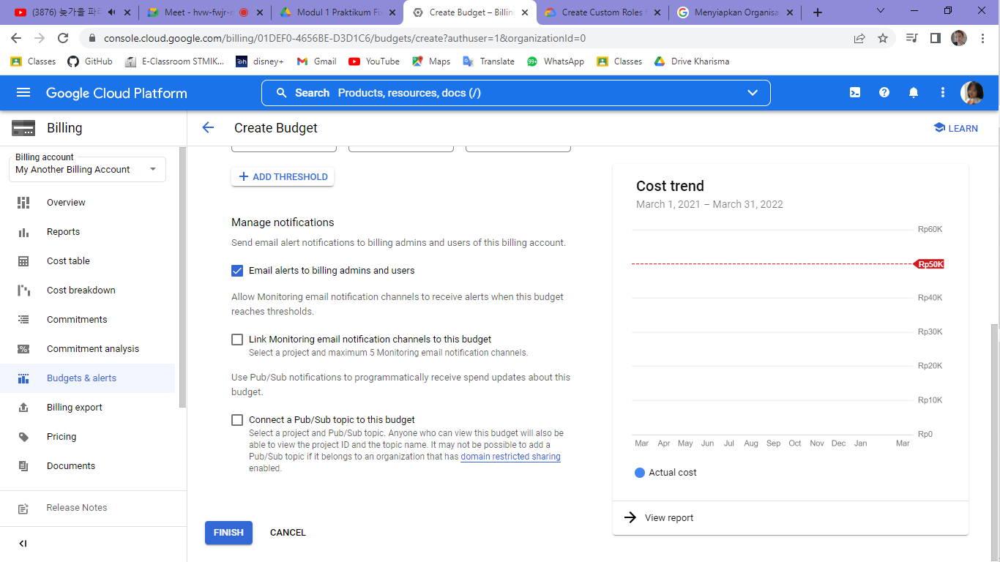 (3876) 늦가을 파리
Meet - hvw-fwjr-r
Modul 1 Praktikum Fi
Create Budget – Billin
Create Custom Roles f
Menyiapkan Organisa
console.cloud.google.com/billing/01DEF0-4656BE-D3D1C6/budgets/create?authuser=1&organizationId=0
Classes
GitHub
E-Classroom STMIK...
disney+
Gmail
YouTube
Maps
Translate
WhatsApp
Classes
Drive Kharisma
Google Cloud Platform
Search Products, resources, docs (/)
Billing
Create Budget
LEARN
Billing account
My Another Billing Account
Overview
Reports
Cost table
Cost breakdown
Commitments
Commitment analysis
Budgets & alerts
Billing export
Pricing
Documents
Release Notes
ADD THRESHOLD
Manage notifications
Send email alert notifications to billing admins and users of this billing account.
Email alerts to billing admins and users
Allow Monitoring email notification channels to receive alerts when this budget
reaches thresholds.
Link Monitoring email notification channels to this budget
Select a project and maximum 5 Monitoring email notification channels.
Use Pub/Sub notifications to programmatically receive spend updates about this
budget.
Connect a Pub/Sub topic to this budget
Select a project and Pub/Sub topic. Anyone who can view this budget will also be
able to view the project ID and the topic name. It may not be possible to add a
Pub/Sub topic if it belongs to an organization that has domain restricted sharing
enabled.
FINISH
CANCEL
Cost trend
March 1, 2021 – March 31, 2022
Rp60K
Rp50K
Rp40K
Rp30K
Rp20K
Rp10K
Rp0
Mar Apr May Jun Jul Aug Sep Oct Nov Dec Jan Mar
Actual cost
View report